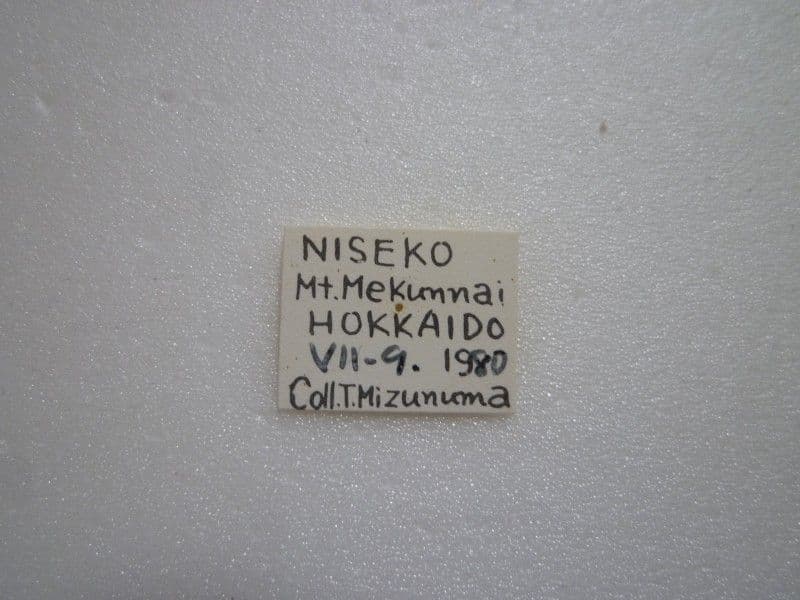 NISEKO
Mt.Mekunnai
HOKKAIDO
VII-9. 1980
Coll.T.Mizunuma